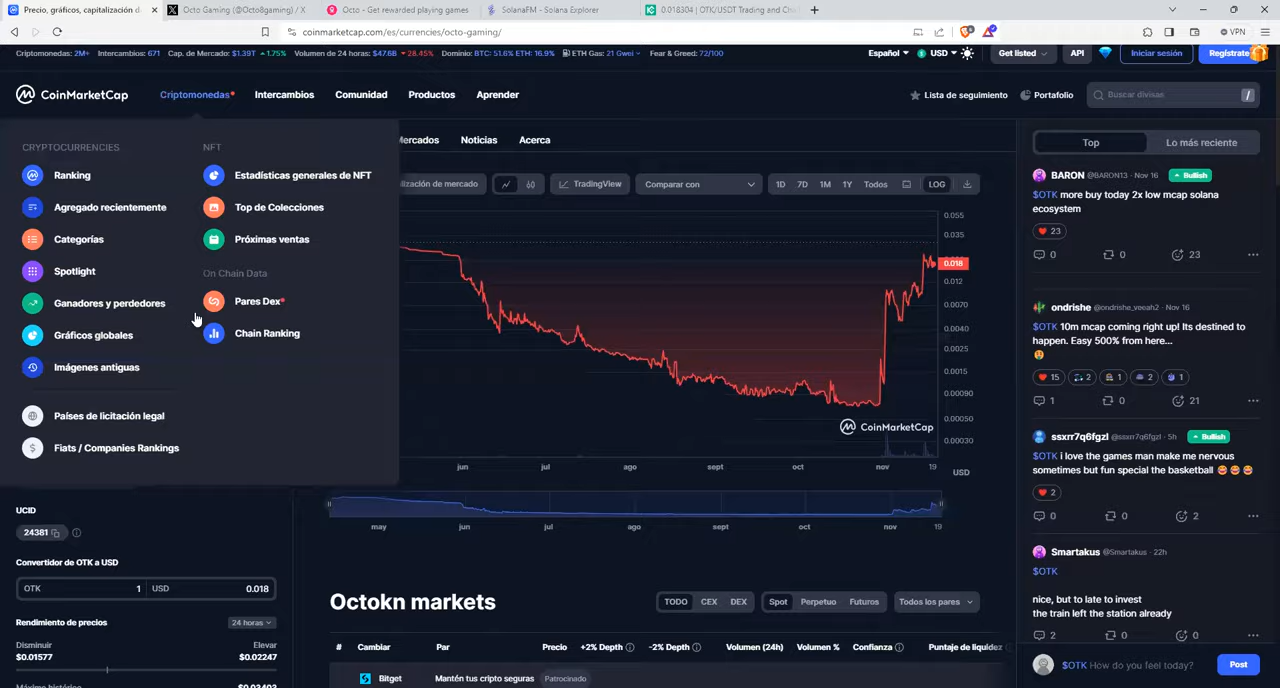 Precio, gráficos, capitalización d
Octo Gaming (@Octo8gaming) / X
Octo - Get rewarded playing games
SolanaFM - Solana Explorer
0.018304 | OTK/USDT Trading and Cha
coinmarketcap.com/es/currencies/octo-gaming/
VPN
Criptomonedas: 2M+ Intercambios: 671 Cap. de Mercado: $1.39T 1.75% Volumen de 24 horas: $47.6B 28.45% Dominio: BTC: 51.6% ETH: 16.9% ETH Gas: 21 Gwei Fear & Greed: 72/100
Español USD Get listed API Iniciar sesión Regístrate
CoinMarketCap Criptomonedas Intercambios Comunidad Productos Aprender
Lista de seguimiento Portafolio Buscar divisas /
CRYPTOCURRENCIES
Ranking
Agregado recientemente
Categorías
Spotlight
Ganadores y perdedores
Gráficos globales
Imágenes antiguas
Países de licitación legal
Fiats / Companies Rankings
NFT
Estadísticas generales de NFT
Top de Colecciones
Próximas ventas
On Chain Data
Pares Dex
Chain Ranking
Mercados Noticias Acerca
lización de mercado TradingView Comparar con 1D 7D 1M 1Y Todos LOG
0.055
0.035
0.018
0.012
0.0070
0.0040
0.0025
0.0015
0.00090
0.00050
0.00030
CoinMarketCap
jun jul ago sept oct nov 19 USD
may jun jul ago sept oct nov 19
UCID
24381
Convertidor de OTK a USD
OTK 1 USD 0.018
Rendimiento de precios 24 horas
Disminuir Elevar
$0.01577 $0.02247
Máximo histórico $0.03403
Octokn markets
TODO CEX DEX Spot Perpetuo Futuros Todos los pares
# Cambiar Par Precio +2% Depth -2% Depth Volumen (24h) Volumen % Confianza Puntaje de liquidez
Bitget Mantén tus cripto seguras Patrocinado
Top Lo más reciente
BARON @BARON13 · Nov 16 Bullish
$OTK more buy today 2x low mcap solana
ecosystem
23
0 0 23
ondrishe @ondrishe_veeah2 · Nov 16
$OTK 10m mcap coming right up! Its destined to
happen. Easy 500% from here...
15 2 1 2 1
1 0 21
ssxrr7q6fgzl @ssxrr7q6fgzl · 5h Bullish
$OTK i love the games man make me nervous
sometimes but fun special the basketball
2
0 0 2
Smartakus @Smartakus · 22h
$OTK
nice, but to late to invest
the train left the station already
2 0 0
$OTK How do you feel today? Post